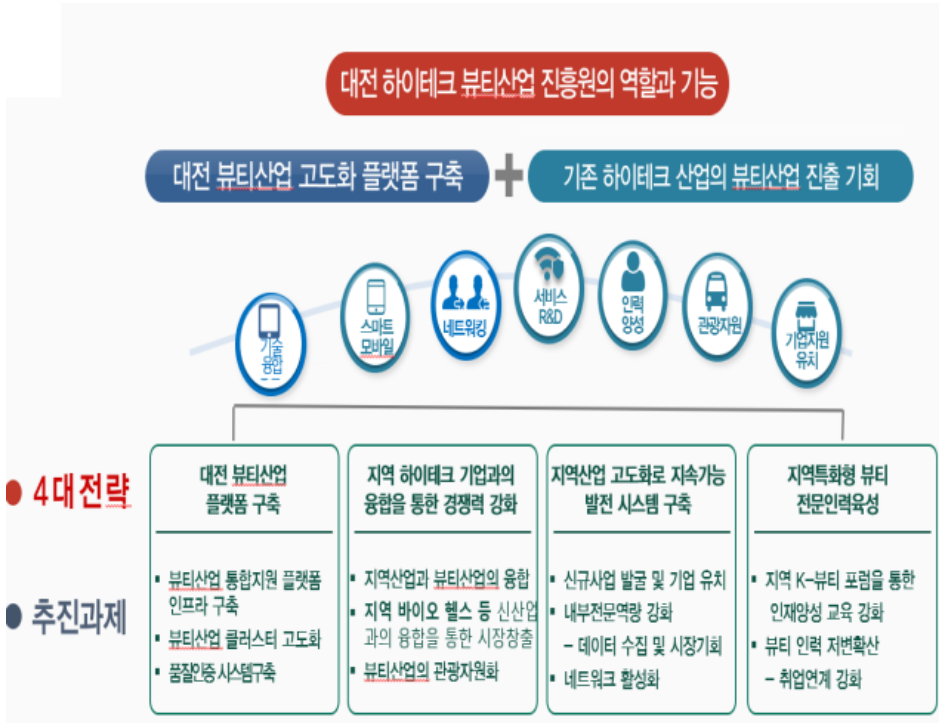 대전 하이테크 뷰티산업 진흥원의 역할과 기능
대전 뷰티산업 고도화 플랫폼 구축
+
기존 하이테크 산업의 뷰티산업 진출 기회
기술
융합
스마트
모바일
네트워킹
서비스
R&D
인력
양성
관광자원
기업지원
유치
● 4대전략
대전 뷰티산업
플랫폼 구축
지역 하이테크 기업과의
융합을 통한 경쟁력 강화
지역산업 고도화로 지속가능
발전 시스템 구축
지역특화형 뷰티
전문인력육성
● 추진과제
▪ 뷰티산업 통합지원 플랫폼
인프라 구축
▪ 뷰티산업 클러스티 고도화
▪ 품질인증 시스템구축
▪ 지역산업과 뷰티산업의 융합
▪ 지역 바이오 헬스 등 신산업
과의 융합을 통한 시장창출
▪ 뷰티산업의 관광자원화
▪ 신규사업 발굴 및 기업 유치
▪ 내부전문역량 강화
– 데이터 수집 및 시장기회
▪ 네트워크 활성화
▪ 지역 K-뷰티 포럼을 통한
인재양성 교육 강화
▪ 뷰티 인력 저변확산
– 취업연계 강화